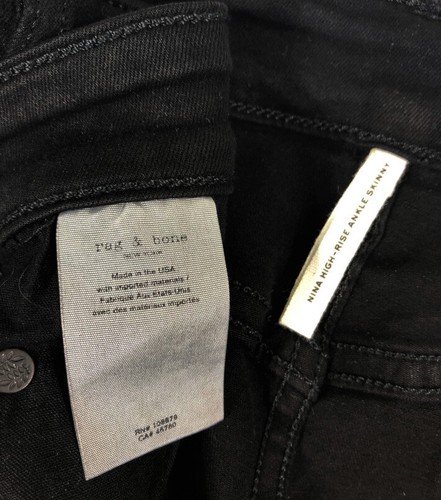 rag & bone
NEW YORK
Made in the USA
with imported materials /
Fabriqué Aux États-Unis
avec des matériaux importés
RN# 108879
CA# 4K760
NINA HIGH-RISE ANKLE SKINNY